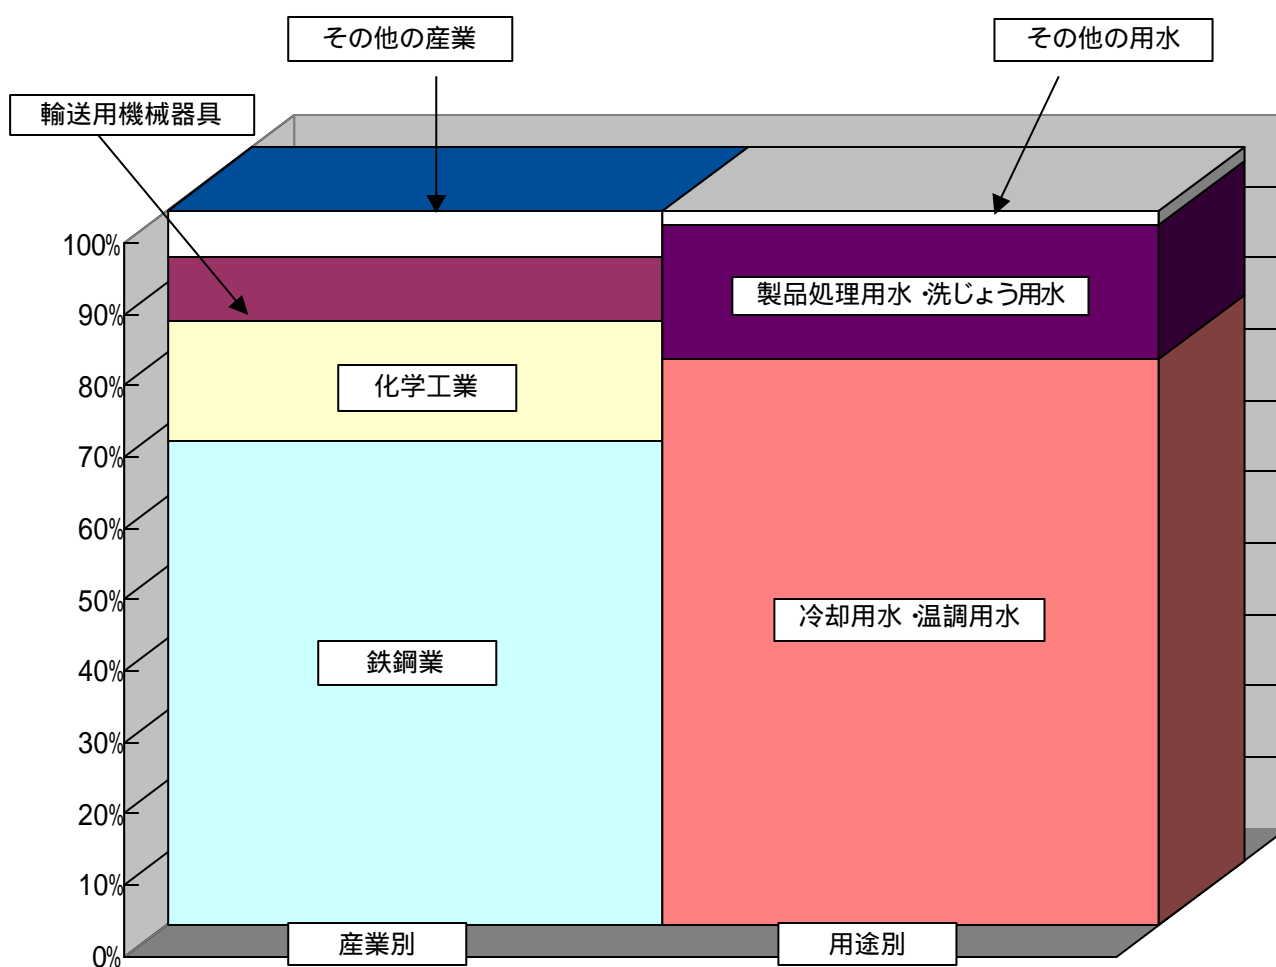 その他の産業
その他の用水
輸送用機械器具
100%
90%
80%
70%
60%
50%
40%
30%
20%
10%
0%
製品処理用水・洗じょう用水
化学工業
冷却用水・温調用水
鉄鋼業
産業別
用途別